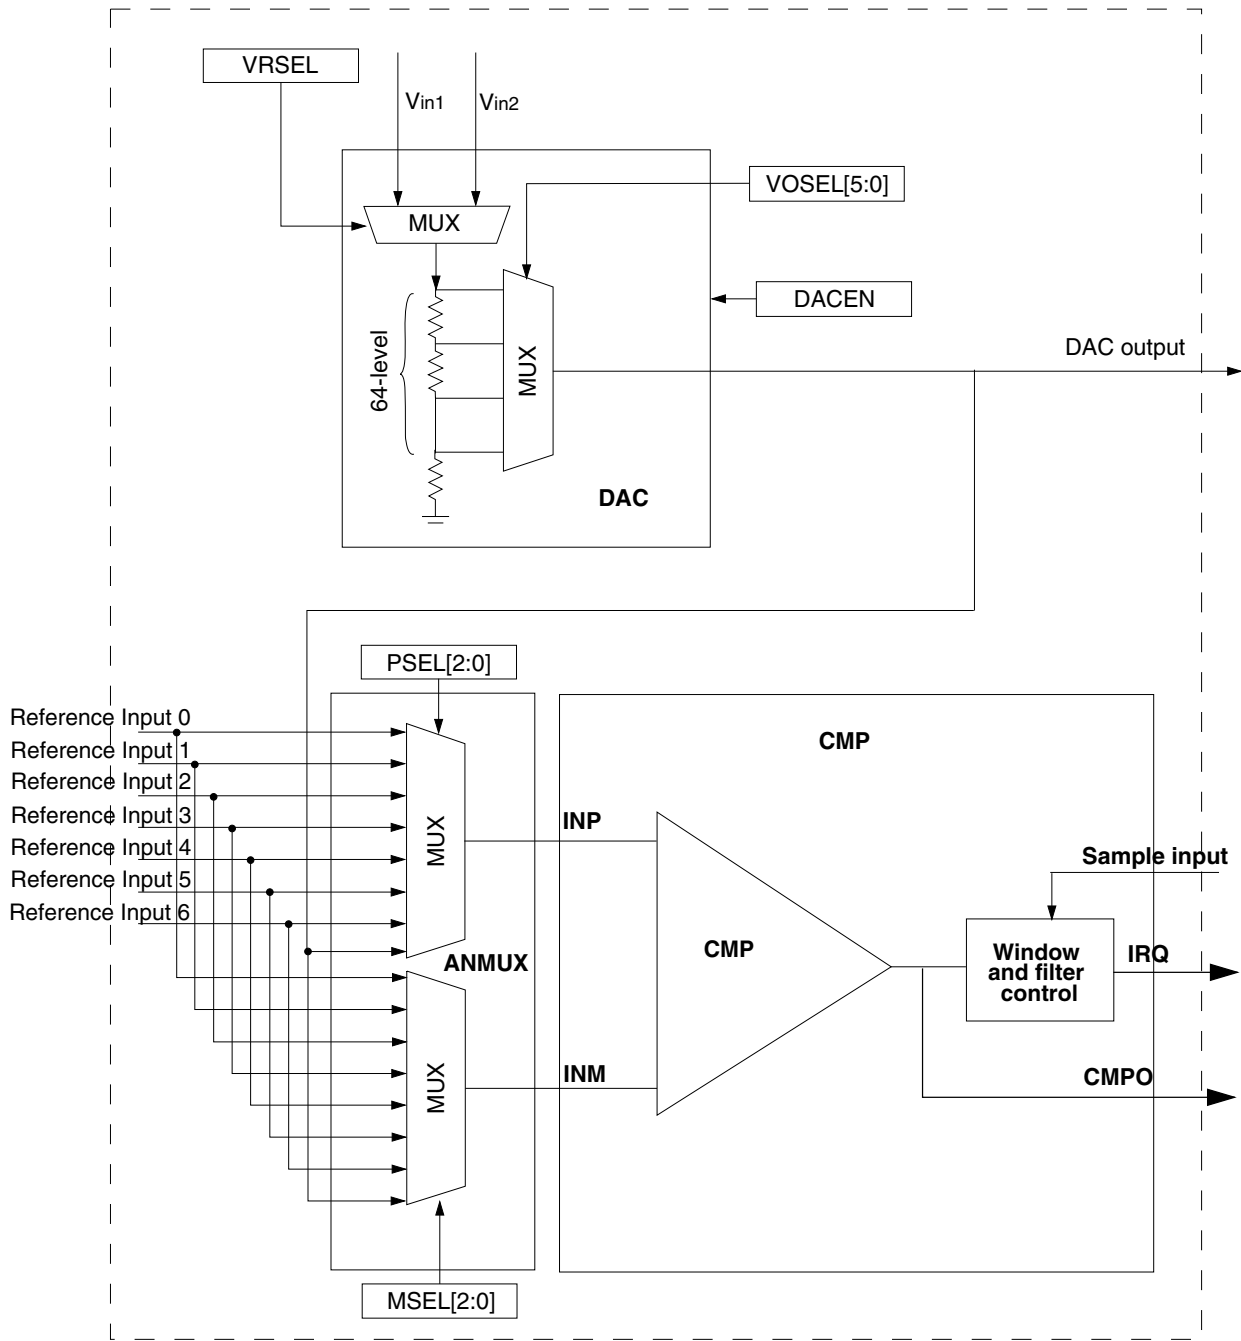 VRSEL
Vin1
Vin2
VOSEL[5:0]
MUX
DACEN
64-level
MUX
DAC output
DAC
PSEL[2:0]
Reference Input 0
Reference Input 1
Reference Input 2
Reference Input 3
Reference Input 4
Reference Input 5
Reference Input 6
MUX
ANMUX
MUX
MSEL[2:0]
CMP
INP
INM
CMP
Sample input
Window
and filter
control
IRQ
CMPO